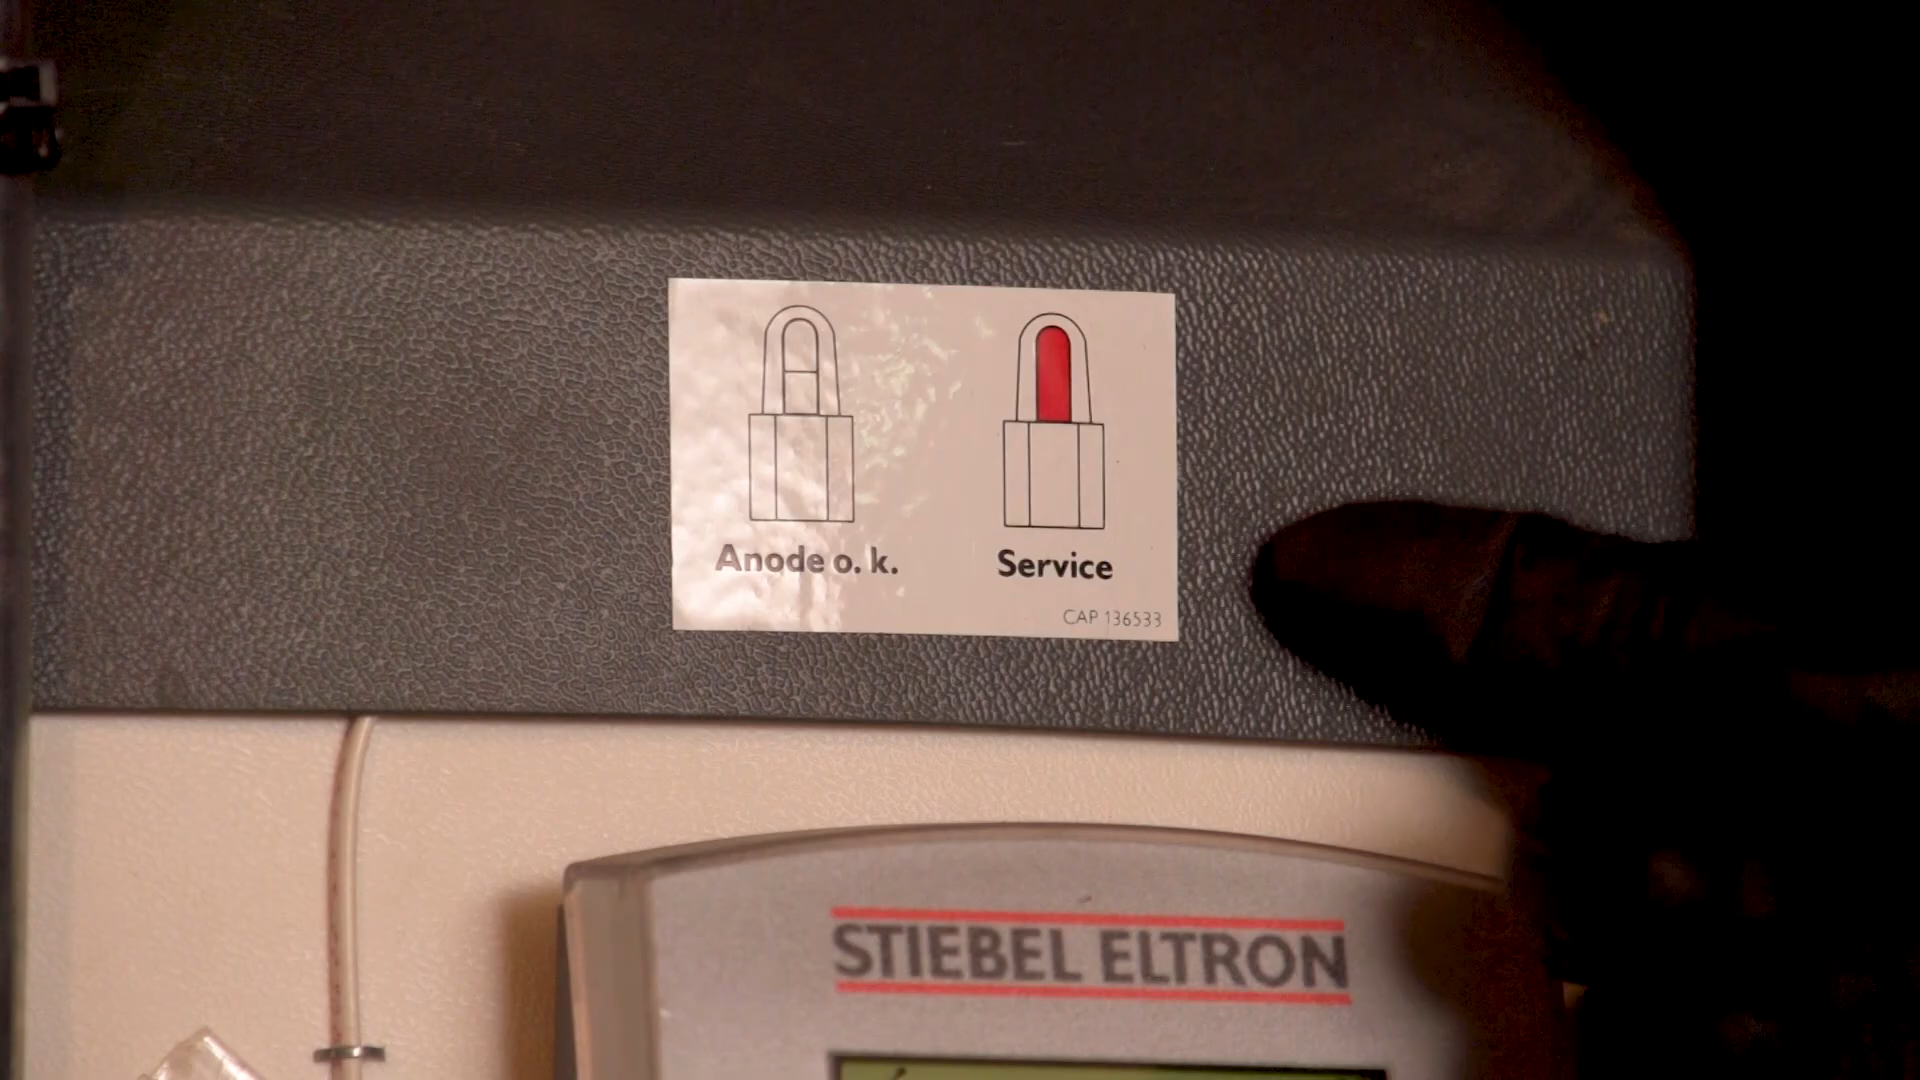 Anode o. k.
Service
CAP 136533
STIEBEL ELTRON